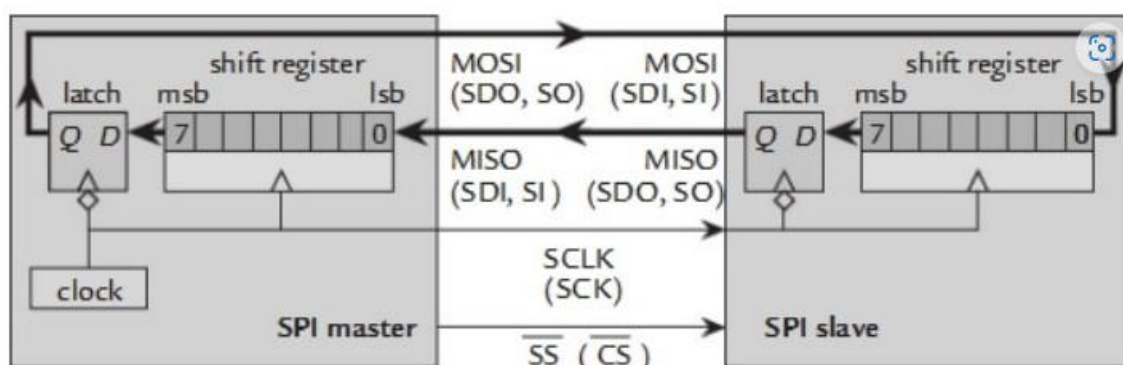 shift register
latch msb lsb
Q D 7 0
clock
SPI master
MOSI MOSI
(SDO, SO) (SDI, SI)
MISO MISO
(SDI, SI) (SDO, SO)
SCLK
(SCK)
SS (CS)
shift register
latch msb lsb
Q D 7 0
SPI slave